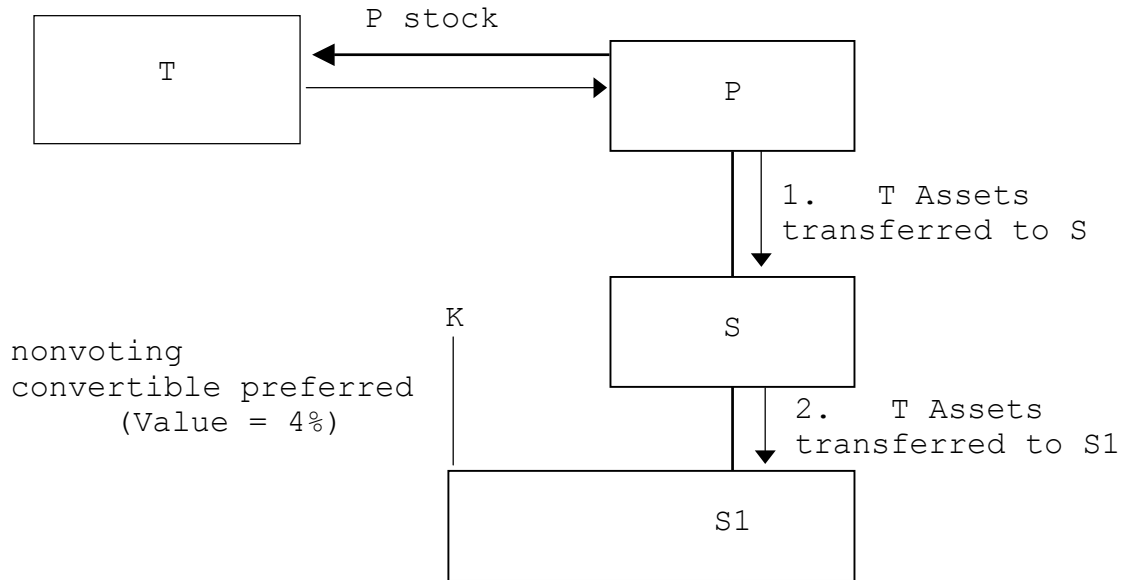 P stock
T
P
1. T Assets
transferred to S
K
S
nonvoting
convertible preferred
(Value = 4%)
2. T Assets
transferred to S1
S1